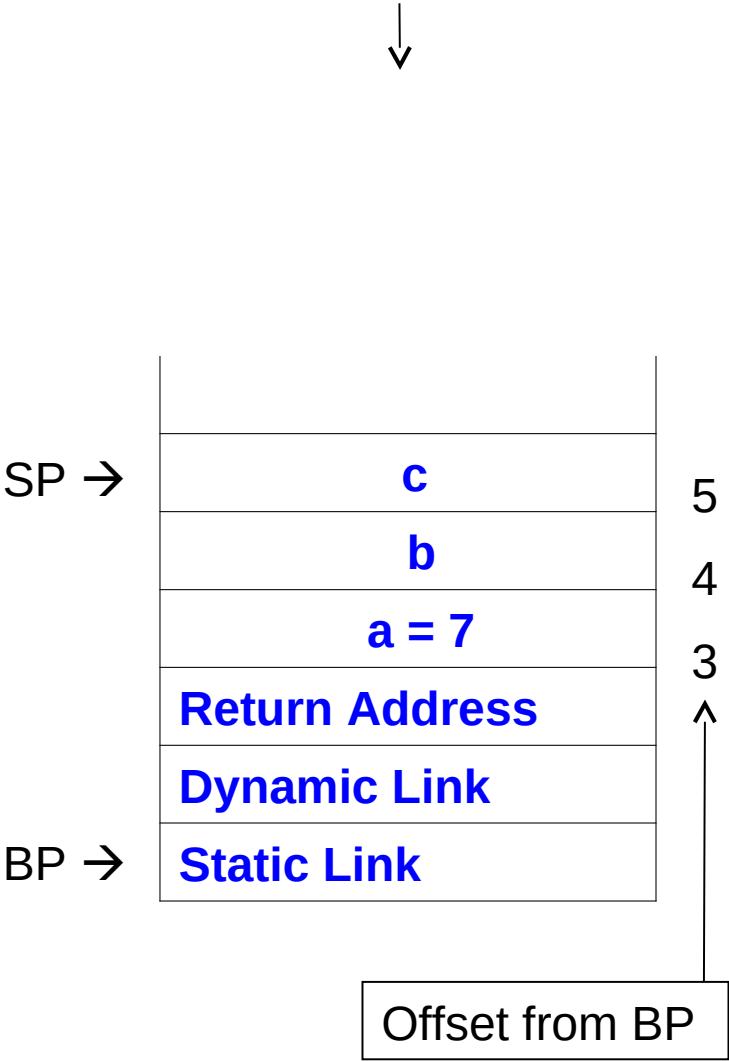 SP → c
5
b
4
a = 7
3
Return Address
Dynamic Link
BP → Static Link
Offset from BP